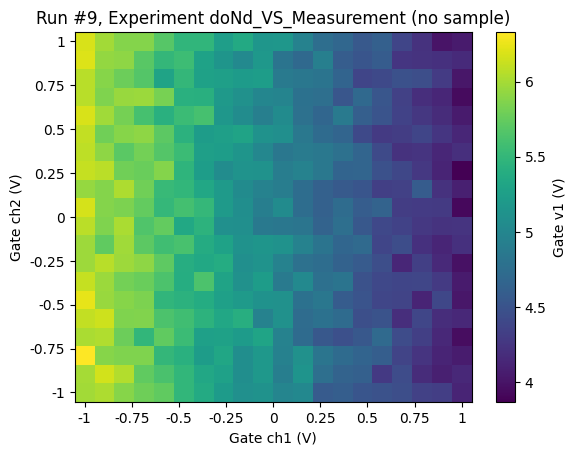 Run #9, Experiment doNd_VS_Measurement (no sample)
Gate ch2 (V)
1
0.75
0.5
0.25
0
-0.25
-0.5
-0.75
-1
-1 -0.75 -0.5 -0.25 0 0.25 0.5 0.75 1
Gate ch1 (V)
6
5.5
5
4.5
4
Gate v1 (V)